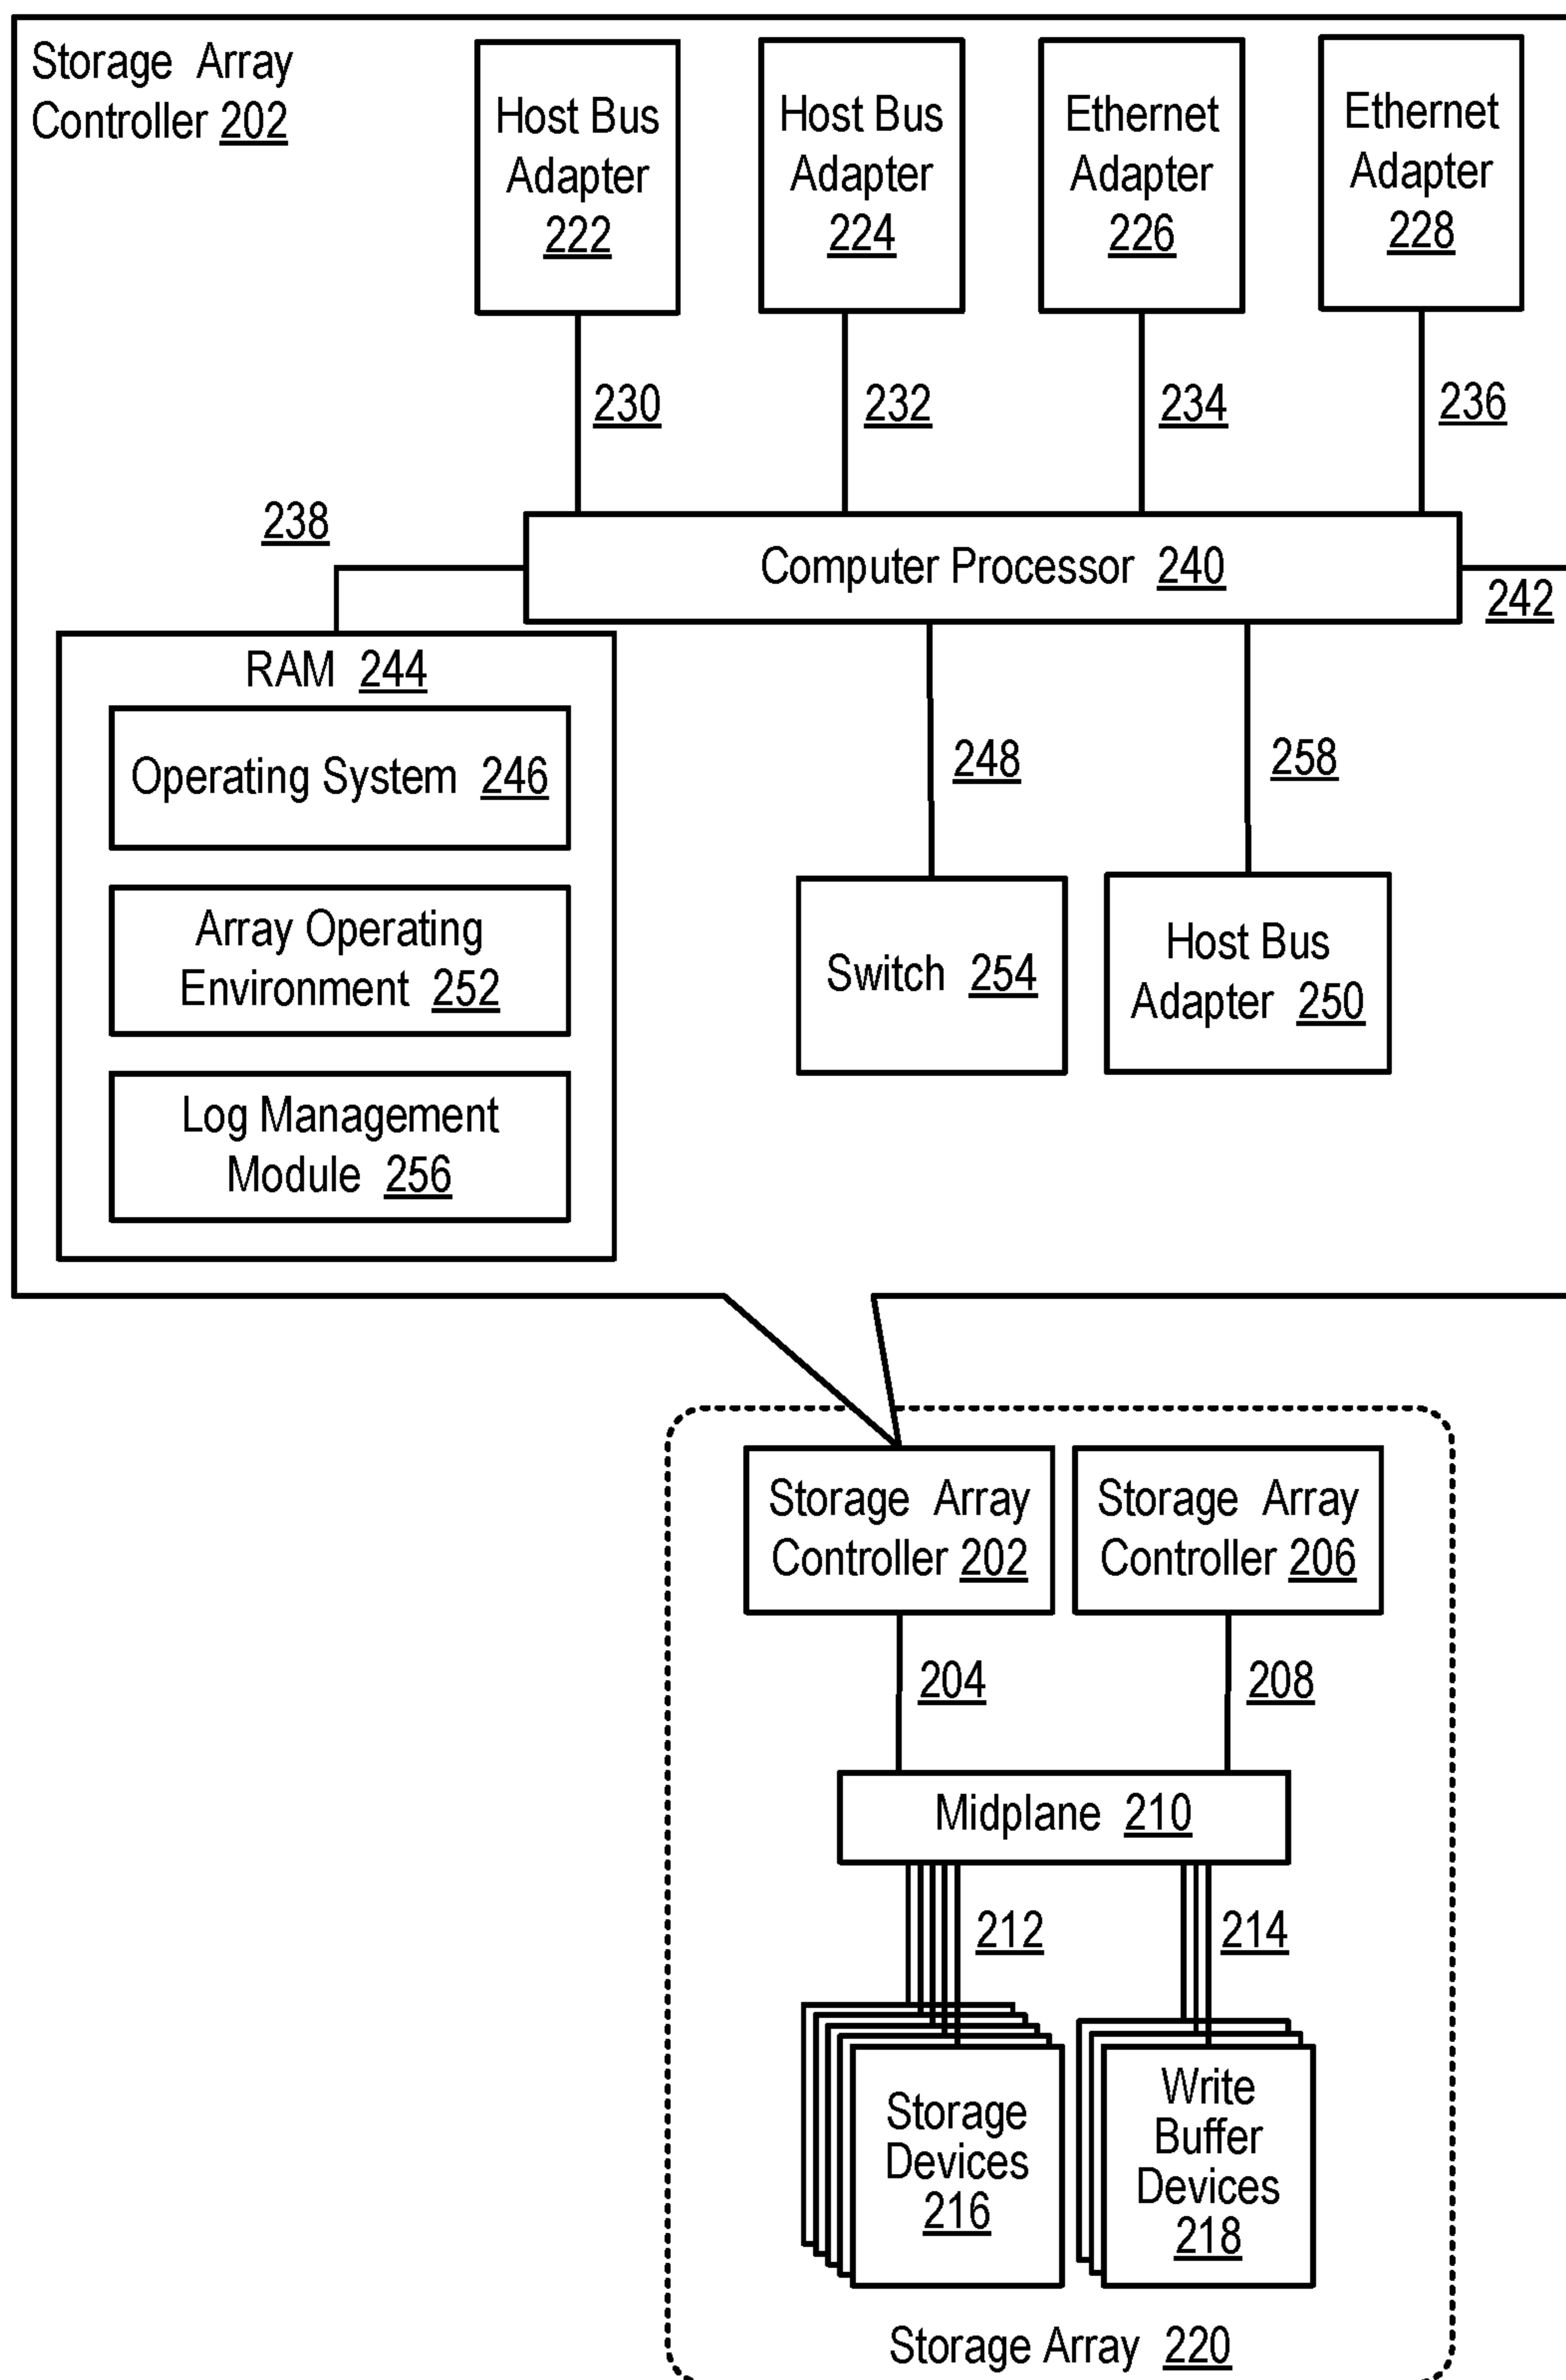 Storage Array
Controller 202
Host Bus
Adapter
222
Host Bus
Adapter
224
Ethernet
Adapter
226
Ethernet
Adapter
228
230
232
234
236
238
Computer Processor 240
242
RAM 244
Operating System 246
Array Operating
Environment 252
Log Management
Module 256
248
258
Switch 254
Host Bus
Adapter 250
Storage Array
Controller 202
Storage Array
Controller 206
204
208
Midplane 210
212
214
Storage
Devices
216
Write
Buffer
Devices
218
Storage Array 220